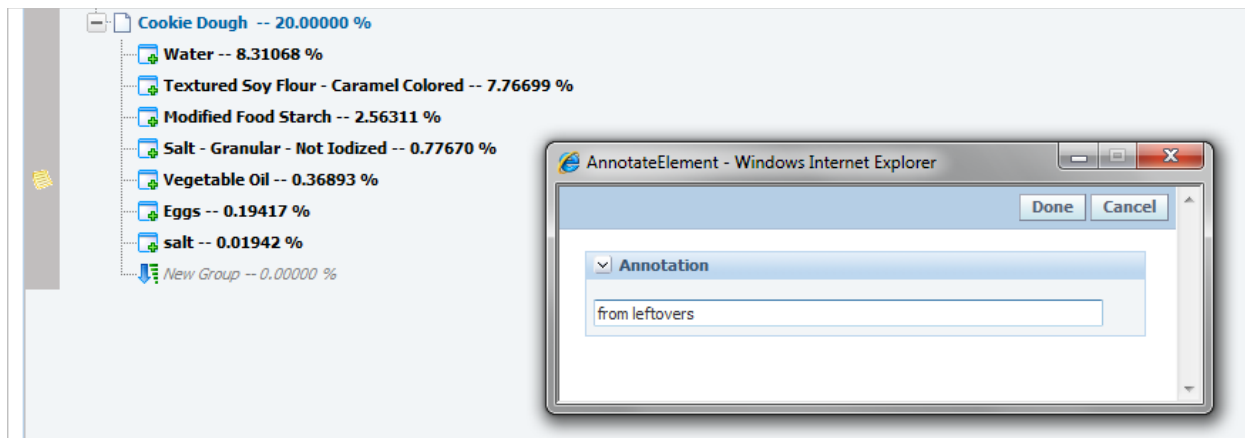 Cookie Dough -- 20.00000 %
Water -- 8.31068 %
Textured Soy Flour - Caramel Colored -- 7.76699 %
Modified Food Starch -- 2.56311 %
Salt - Granular - Not Iodized -- 0.77670 %
Vegetable Oil -- 0.36893 %
Eggs -- 0.19417 %
salt -- 0.01942 %
New Group -- 0.00000 %
AnnotateElement - Windows Internet Explorer
Done Cancel
Annotation
from leftovers